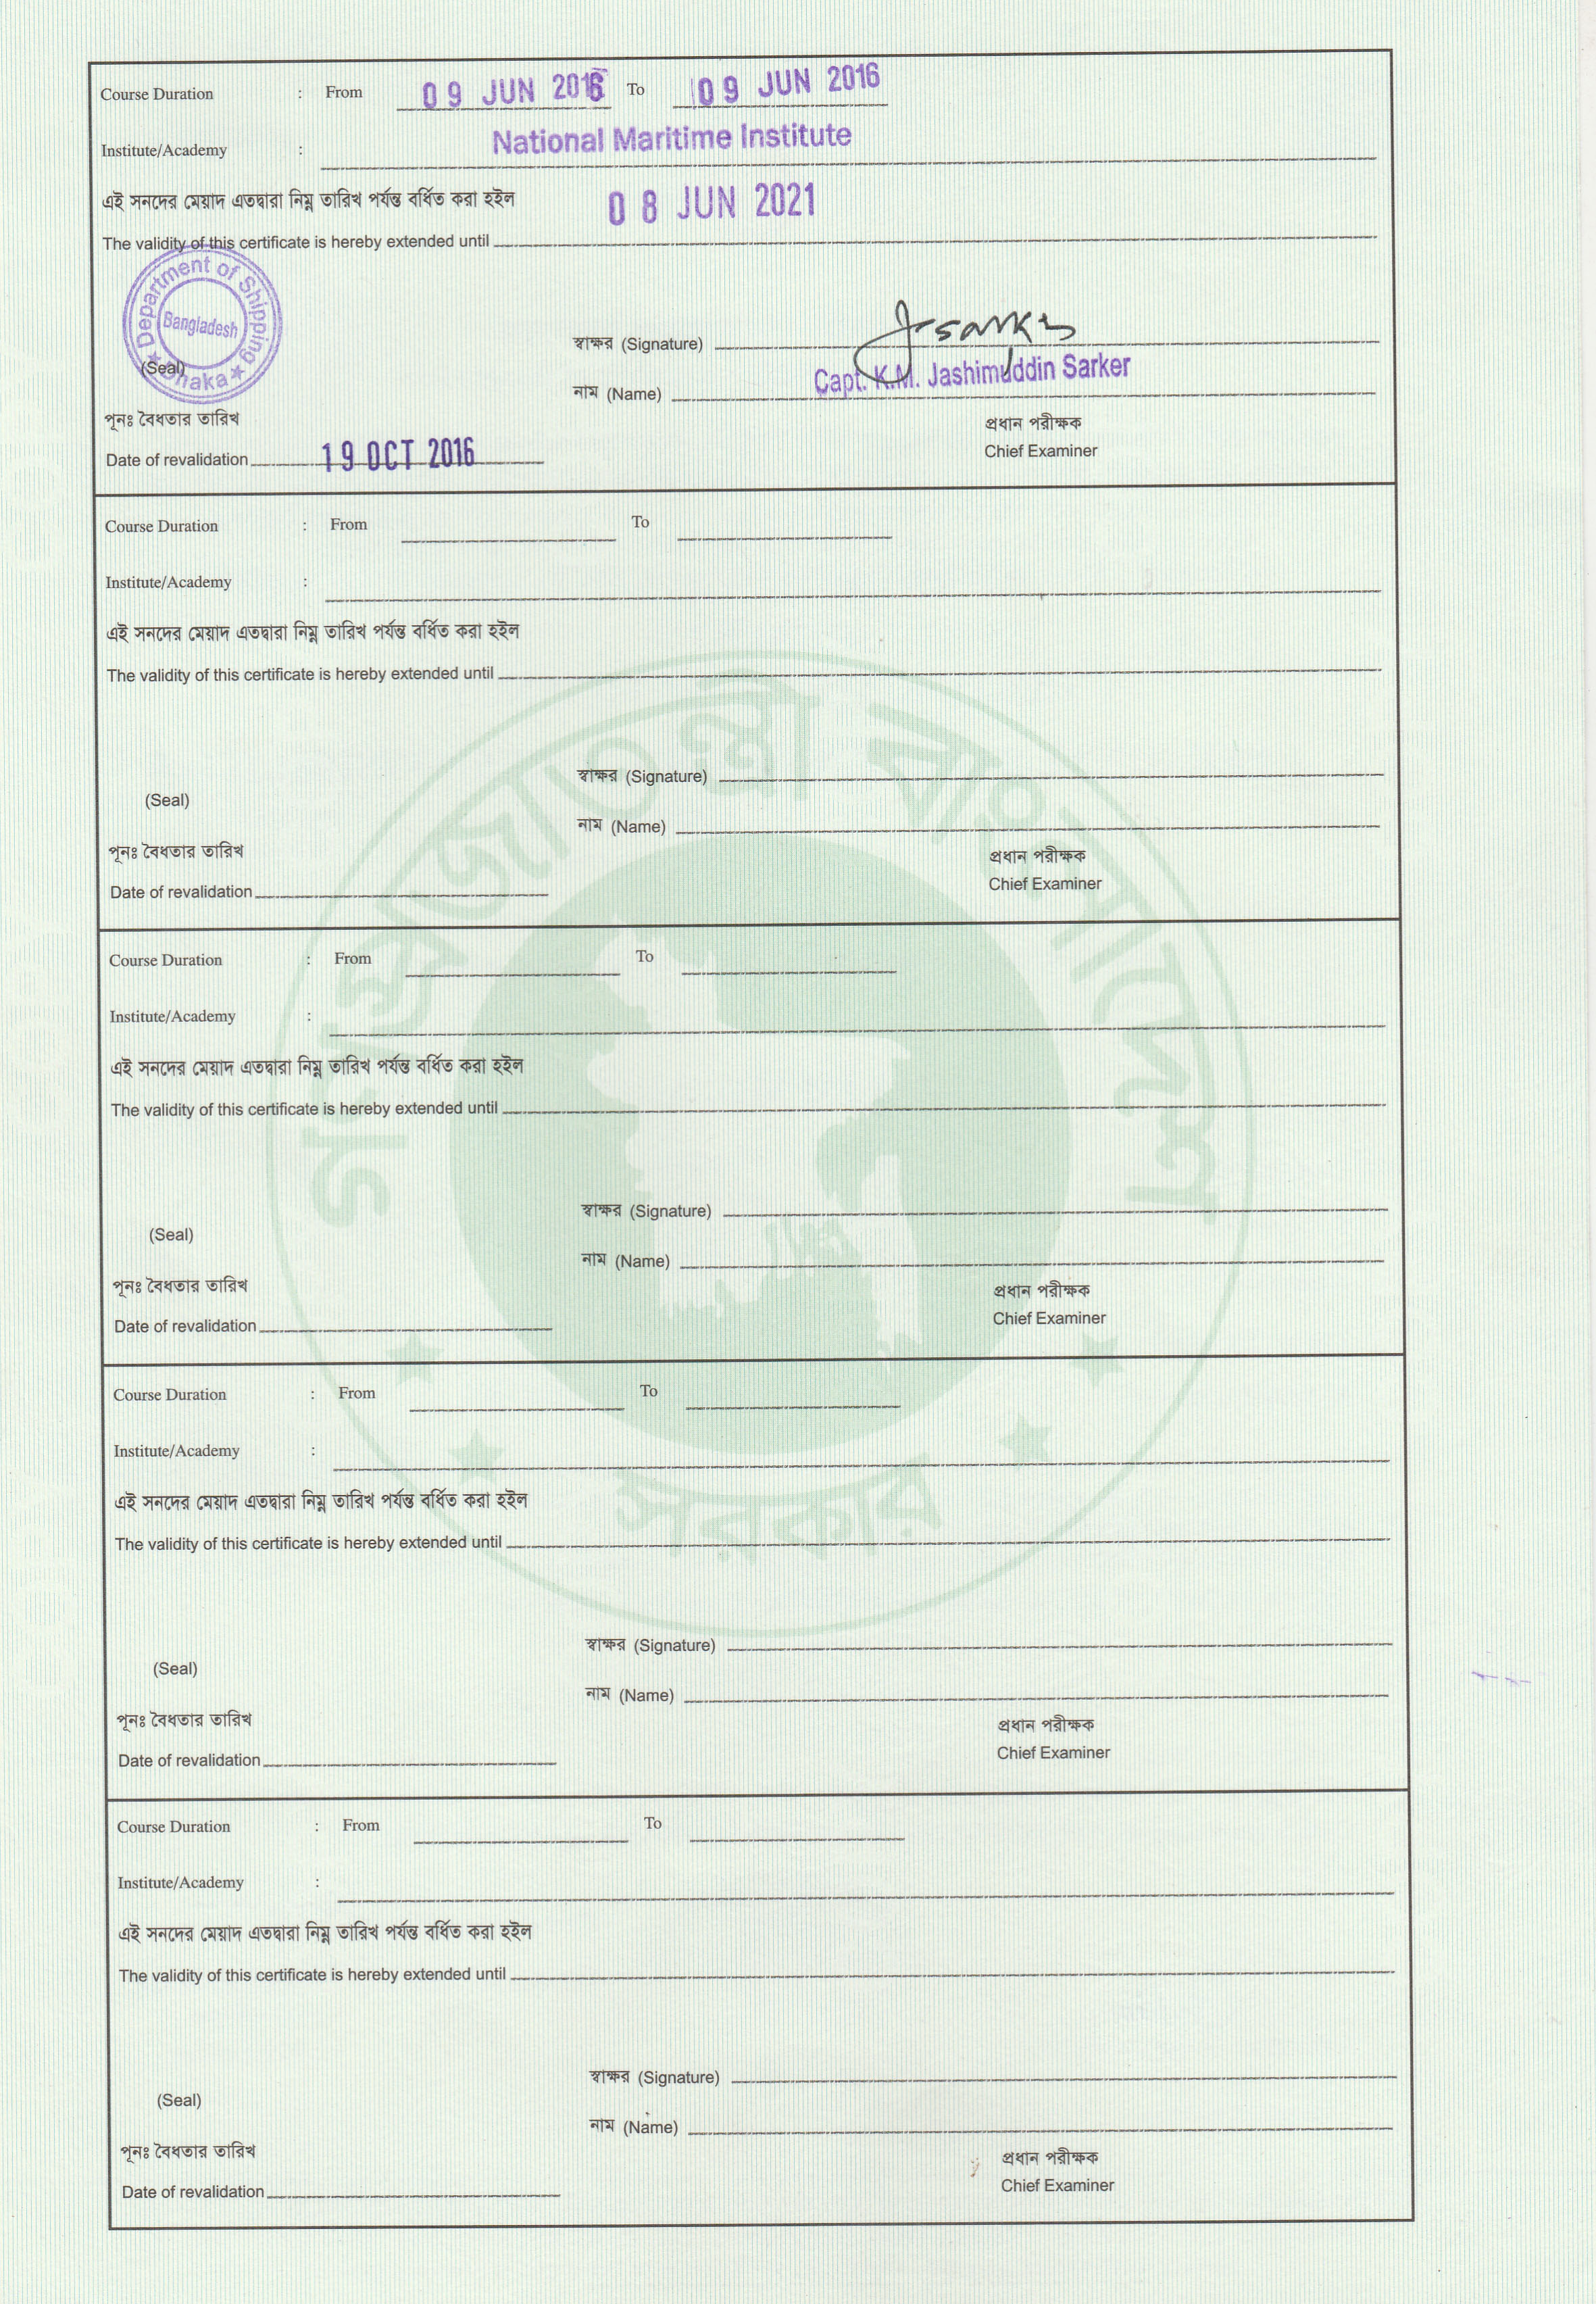 Course Duration : From 09 JUN 2016 To 09 JUN 2016
Institute/Academy : National Maritime Institute
এই সনদের মেয়াদ এতদ্বারা নিম্ন তারিখ পর্যন্ত বর্ধিত করা হইল
The validity of this certificate is hereby extended until 08 JUN 2021
Department of Shipping
Bangladesh
★ Dhaka ★
(Seal)
স্বাক্ষর (Signature) Jsarker
নাম (Name) Capt. K.M. Jashimuddin Sarker
পূনঃ বৈধতার তারিখ
প্রধান পরীক্ষক
Date of revalidation 19 OCT 2016
Chief Examiner
Course Duration : From To
Institute/Academy :
এই সনদের মেয়াদ এতদ্বারা নিম্ন তারিখ পর্যন্ত বর্ধিত করা হইল
The validity of this certificate is hereby extended until
স্বাক্ষর (Signature)
(Seal)
নাম (Name)
পূনঃ বৈধতার তারিখ
প্রধান পরীক্ষক
Date of revalidation
Chief Examiner
গণপ্রজাতন্ত্রী বাংলাদেশ
Course Duration : From To
Institute/Academy :
এই সনদের মেয়াদ এতদ্বারা নিম্ন তারিখ পর্যন্ত বর্ধিত করা হইল
The validity of this certificate is hereby extended until
স্বাক্ষর (Signature)
(Seal)
নাম (Name)
পূনঃ বৈধতার তারিখ
প্রধান পরীক্ষক
Date of revalidation
Chief Examiner
Course Duration : From To
Institute/Academy :
এই সনদের মেয়াদ এতদ্বারা নিম্ন তারিখ পর্যন্ত বর্ধিত করা হইল
সরকার
The validity of this certificate is hereby extended until
স্বাক্ষর (Signature)
(Seal)
নাম (Name)
পূনঃ বৈধতার তারিখ
প্রধান পরীক্ষক
Date of revalidation
Chief Examiner
Course Duration : From To
Institute/Academy :
এই সনদের মেয়াদ এতদ্বারা নিম্ন তারিখ পর্যন্ত বর্ধিত করা হইল
The validity of this certificate is hereby extended until
স্বাক্ষর (Signature)
(Seal)
নাম (Name)
পূনঃ বৈধতার তারিখ
প্রধান পরীক্ষক
Date of revalidation
Chief Examiner